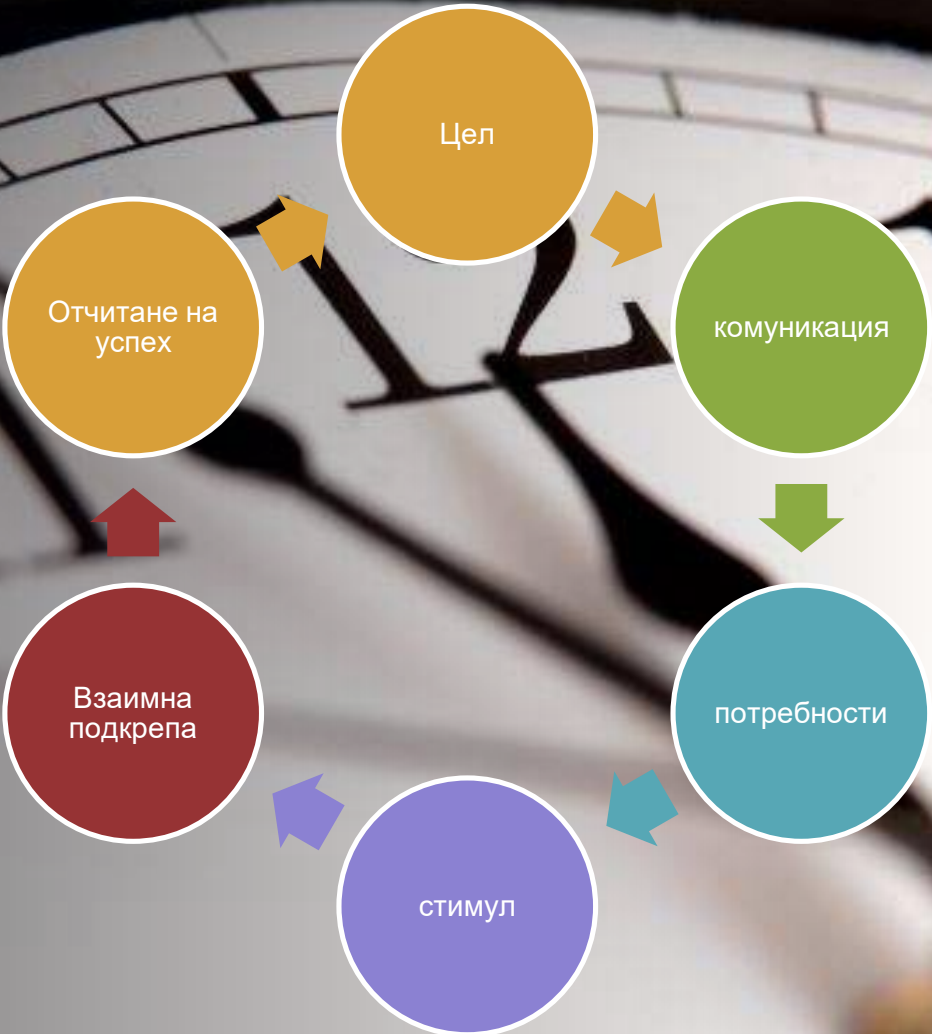 Цел
комуникация
потребности
стимул
Взаимна
подкрепа
Отчитане на
успех